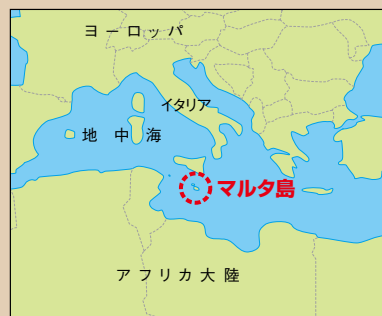 ヨーロッパ
イタリア
地中海
マルタ島
アフリカ大陸